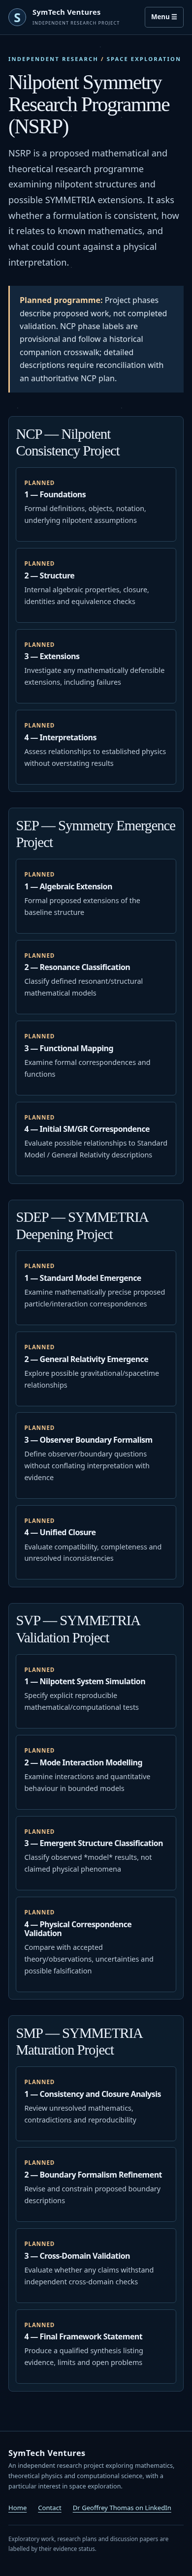 S
SymTech Ventures
INDEPENDENT RESEARCH PROJECT
Menu ☰
INDEPENDENT RESEARCH / SPACE EXPLORATION
Nilpotent Symmetry
Research Programme
(NSRP)
NSRP is a proposed mathematical and
theoretical research programme
examining nilpotent structures and
possible SYMMETRIA extensions. It asks
whether a formulation is consistent, how
it relates to known mathematics, and
what could count against a physical
interpretation.
Planned programme: Project phases
describe proposed work, not completed
validation. NCP phase labels are
provisional and follow a historical
companion crosswalk; detailed
descriptions require reconciliation with
an authoritative NCP plan.
NCP — Nilpotent
Consistency Project
PLANNED
1 — Foundations
Formal definitions, objects, notation,
underlying nilpotent assumptions
PLANNED
2 — Structure
Internal algebraic properties, closure,
identities and equivalence checks
PLANNED
3 — Extensions
Investigate any mathematically defensible
extensions, including failures
PLANNED
4 — Interpretations
Assess relationships to established physics
without overstating results
SEP — Symmetry Emergence
Project
PLANNED
1 — Algebraic Extension
Formal proposed extensions of the
baseline structure
PLANNED
2 — Resonance Classification
Classify defined resonant/structural
mathematical models
PLANNED
3 — Functional Mapping
Examine formal correspondences and
functions
PLANNED
4 — Initial SM/GR Correspondence
Evaluate possible relationships to Standard
Model / General Relativity descriptions
SDEP — SYMMETRIA
Deepening Project
PLANNED
1 — Standard Model Emergence
Examine mathematically precise proposed
particle/interaction correspondences
PLANNED
2 — General Relativity Emergence
Explore possible gravitational/spacetime
relationships
PLANNED
3 — Observer Boundary Formalism
Define observer/boundary questions
without conflating interpretation with
evidence
PLANNED
4 — Unified Closure
Evaluate compatibility, completeness and
unresolved inconsistencies
SVP — SYMMETRIA
Validation Project
PLANNED
1 — Nilpotent System Simulation
Specify explicit reproducible
mathematical/computational tests
PLANNED
2 — Mode Interaction Modelling
Examine interactions and quantitative
behaviour in bounded models
PLANNED
3 — Emergent Structure Classification
Classify observed *model* results, not
claimed physical phenomena
PLANNED
4 — Physical Correspondence
Validation
Compare with accepted
theory/observations, uncertainties and
possible falsification
SMP — SYMMETRIA
Maturation Project
PLANNED
1 — Consistency and Closure Analysis
Review unresolved mathematics,
contradictions and reproducibility
PLANNED
2 — Boundary Formalism Refinement
Revise and constrain proposed boundary
descriptions
PLANNED
3 — Cross-Domain Validation
Evaluate whether any claims withstand
independent cross-domain checks
PLANNED
4 — Final Framework Statement
Produce a qualified synthesis listing
evidence, limits and open problems
SymTech Ventures
An independent research project exploring mathematics,
theoretical physics and computational science, with a
particular interest in space exploration.
Home Contact Dr Geoffrey Thomas on LinkedIn
Exploratory work, research plans and discussion papers are
labelled by their evidence status.